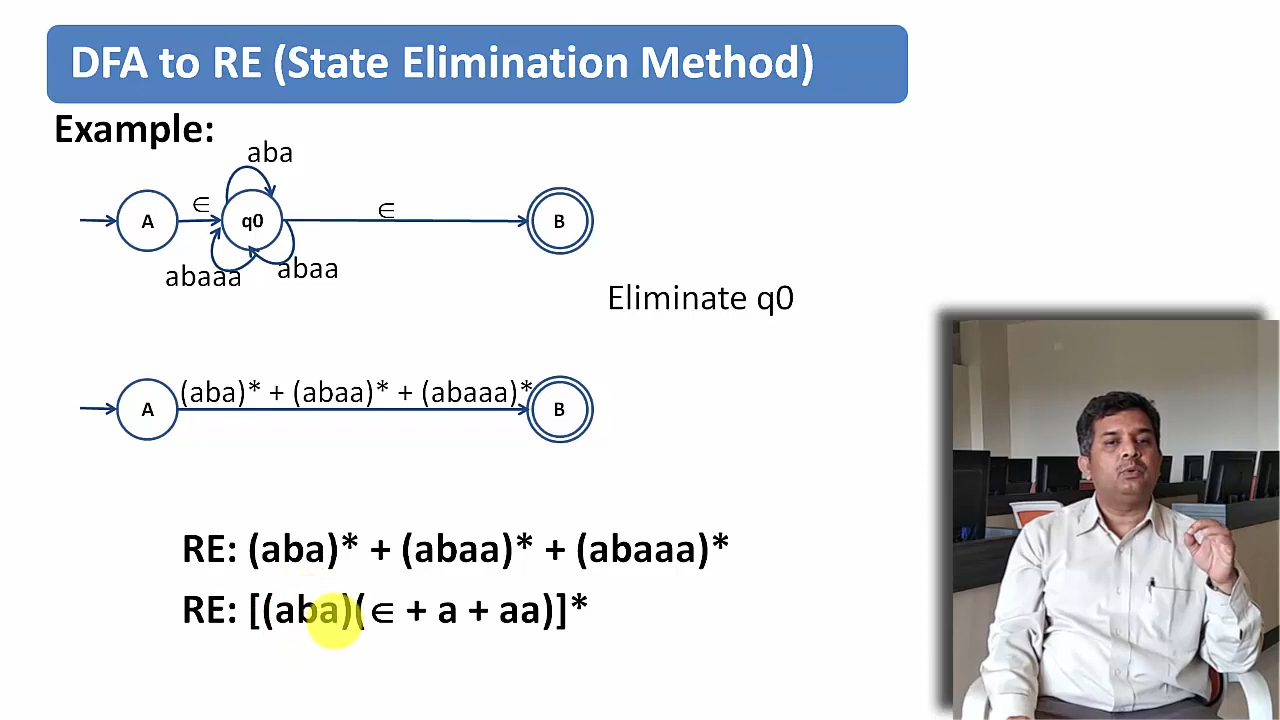 DFA to RE (State Elimination Method)
Example:
aba
A ∈ q0 ∈ B
abaaa abaa
Eliminate q0
A (aba)* + (abaa)* + (abaaa)* B
RE: (aba)* + (abaa)* + (abaaa)*
RE: [(aba)(∈ + a + aa)]*